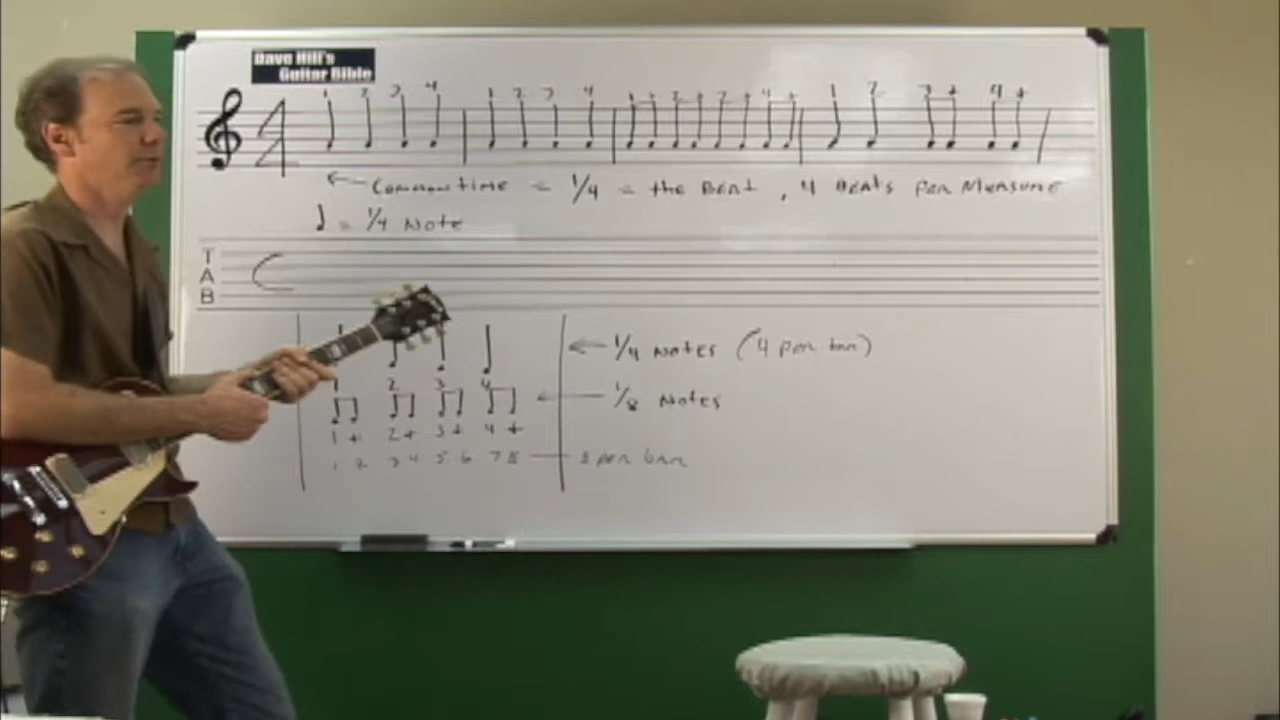 Dave Hill's
Guitar Bible
1 2 3 4 1 2 3 4 1 + 2 + 3 + 4 + 1 2 3 + 4 +
4
4
← Common time = 1/4 = the Beat , 4 Beats per Measure
♩ = 1/4 Note
T
A
B
C
← 1/4 notes (4 per bar)
1 2 3 4
← 1/8 notes
1 + 2 + 3 + 4 +
1 2 3 4 5 6 7 8 — 8 per bar